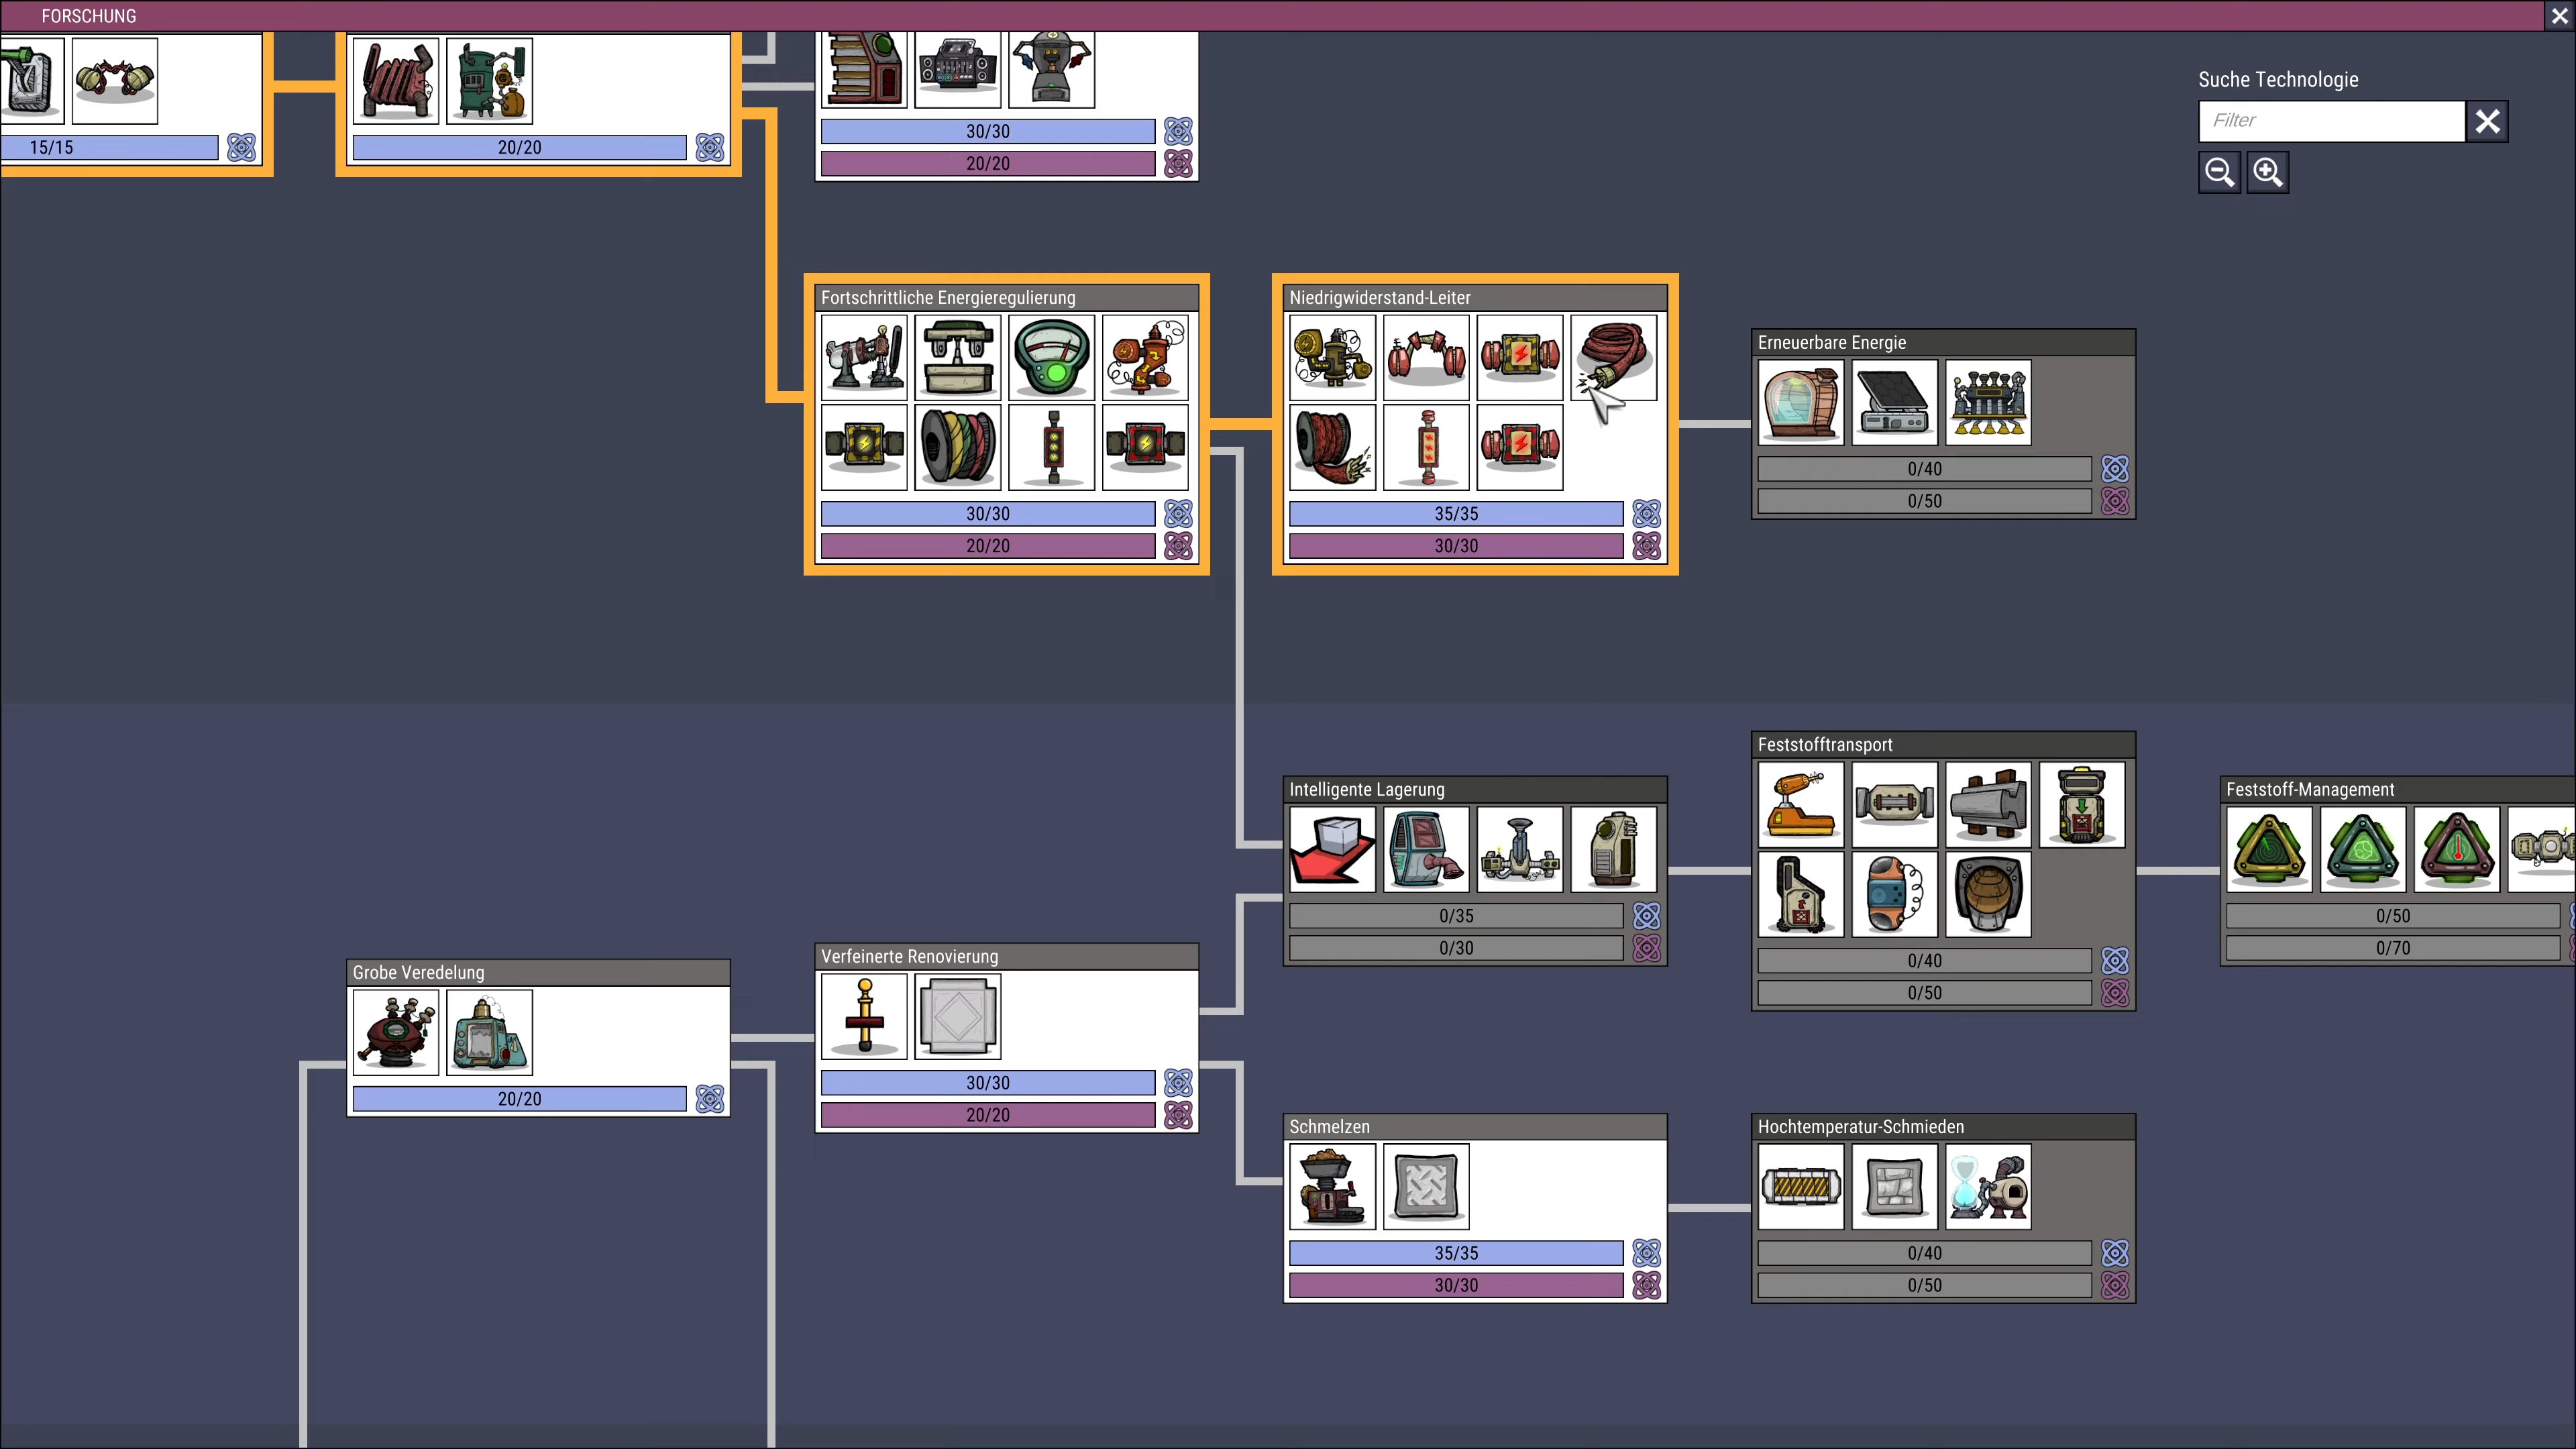 FORSCHUNG
Suche Technologie
Filter
15/15
20/20
30/30
20/20
Fortschrittliche Energieregulierung
30/30
20/20
Niedrigwiderstand-Leiter
35/35
30/30
Erneuerbare Energie
0/40
0/50
Intelligente Lagerung
0/35
0/30
Feststofftransport
0/40
0/50
Feststoff-Management
0/50
0/70
Grobe Veredelung
20/20
Verfeinerte Renovierung
30/30
20/20
Schmelzen
35/35
30/30
Hochtemperatur-Schmieden
0/40
0/50